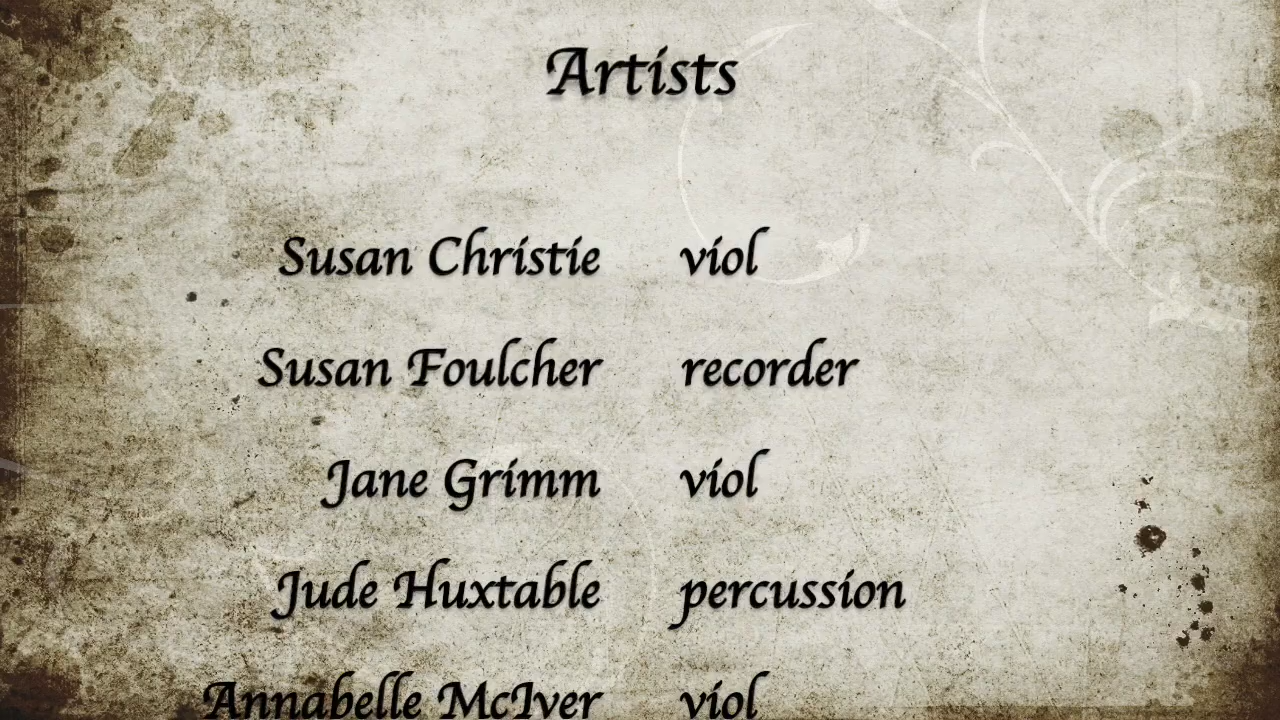 Artists
Susan Christie viol
Susan Foulcher recorder
Jane Grimm viol
Jude Huxtable percussion
Annabelle McIver viol